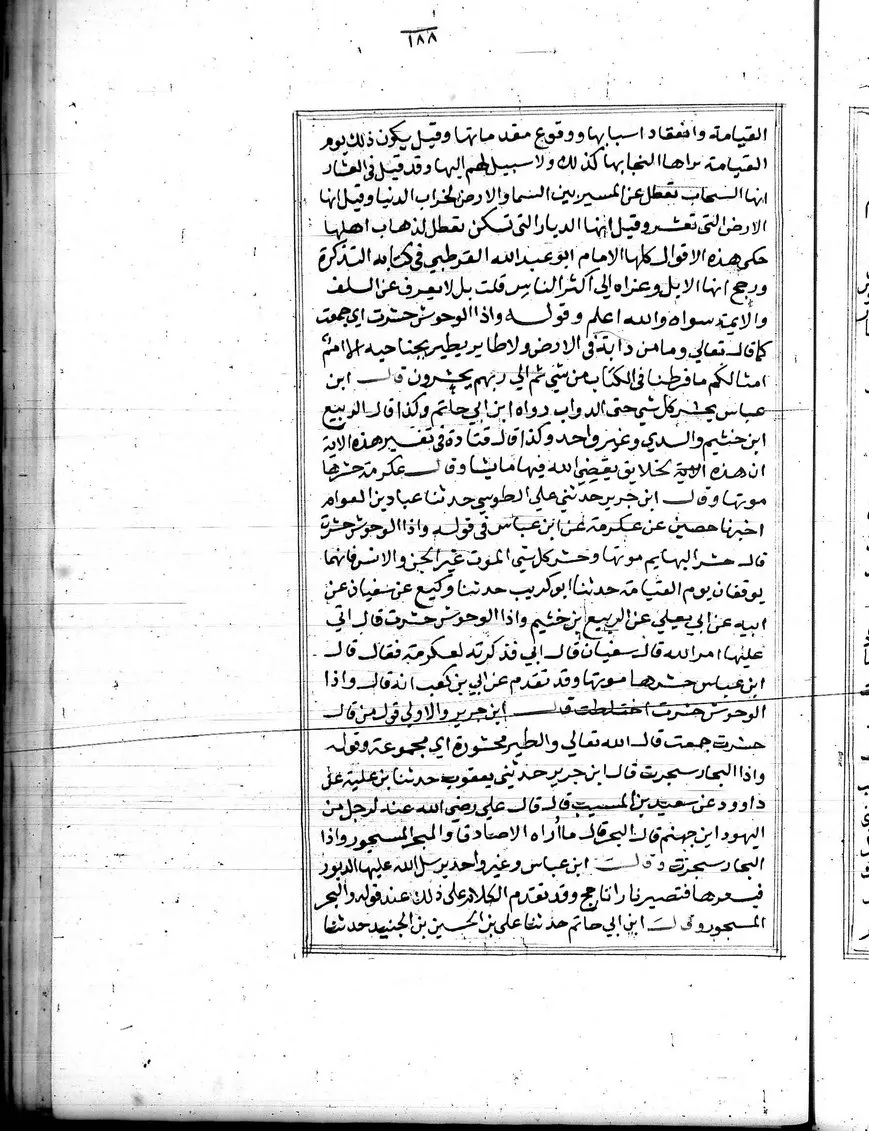 ١٨٨
القيامة وانعقاد اسبابها ووقوع مقدماتها وقيل يكون ذلك يوم
القيامة يراها اصحابها كذلك ولا سبيل لهم اليها وقد قيل في العشار
انها السحاب تعطل عن المسير بين السما والارض لخراب الدنيا وقيل انها
الارض التي تعشر وقيل انها الديار التي تسكن تعطل لذهاب اهلها
حكى هذه الاقوال كلها الامام ابو عبد الله القرطبي في كتابه التذكرة
ورجح انها الابل وعزاه الى اكثر الناس قلت بل لا يعرف عن السلف
والايمة سواه والله اعلم وقوله واذا الوحوش حشرت اي جمعت
كما قال تعالى وما من دابة في الارض ولا طاير يطير بجناحيه الا امم
امثالكم ما فرطنا في الكتاب من شي ثم الى ربهم يحشرون قال ابن
عباس يحشر كل شي حتى الدواب رواه ابن ابي حاتم وكذا قال الربيع
ابن خثيم والسدي وغير واحد وكذا قال قتادة في تفسير هذه الآية
ان هذه الخلايق يقضي الله فيها ما يشا وقال عكرمة حشرها
موتها وقال ابن جرير حدثني علي الطوسي حدثنا عباد بن العوام
اخبرنا حصين عن عكرمة عن ابن عباس في قوله واذا الوحوش حشرت
قال حشر البهايم موتها وحشر كل شي الموت غير الجن والانس فانهما
يوقفان يوم القيامة حدثنا ابو كريب حدثنا وكيع عن سفيان عن
ابيه عن ابي يعلي عن الربيع بن خثيم واذا الوحوش حشرت قال اتى
عليها امر الله قال سفيان قال ابي فذكرته لعكرمة فقال قال
ابن عباس حشرها موتها وقد تقدم عن ابي بن كعب انه قال واذا
الوحوش حشرت اختلطت قال ابن جرير والاولى قول من قال
حشرت جمعت قال الله تعالى والطير محشورة اي مجموعة وقوله
واذا البحار سجرت قال ابن جرير حدثني يعقوب حدثنا بن علية عن
داوود عن سعيد بن المسيب قال قال علي رضي الله عنه لرجل من
اليهود اين جهنم قال البحر قال ما أراه الا صادقا والبحر المسجور واذا
البحار سجرت وقال ابن عباس وغير واحد يرسل الله عليها الدبور
فيسعرها فتصير نارا تاجج وقد تقدم الكلام على ذلك عند قوله والبحر
المسجور وقال ابن ابي حاتم حدثنا علي بن الحسين بن الجنيد حدثنا